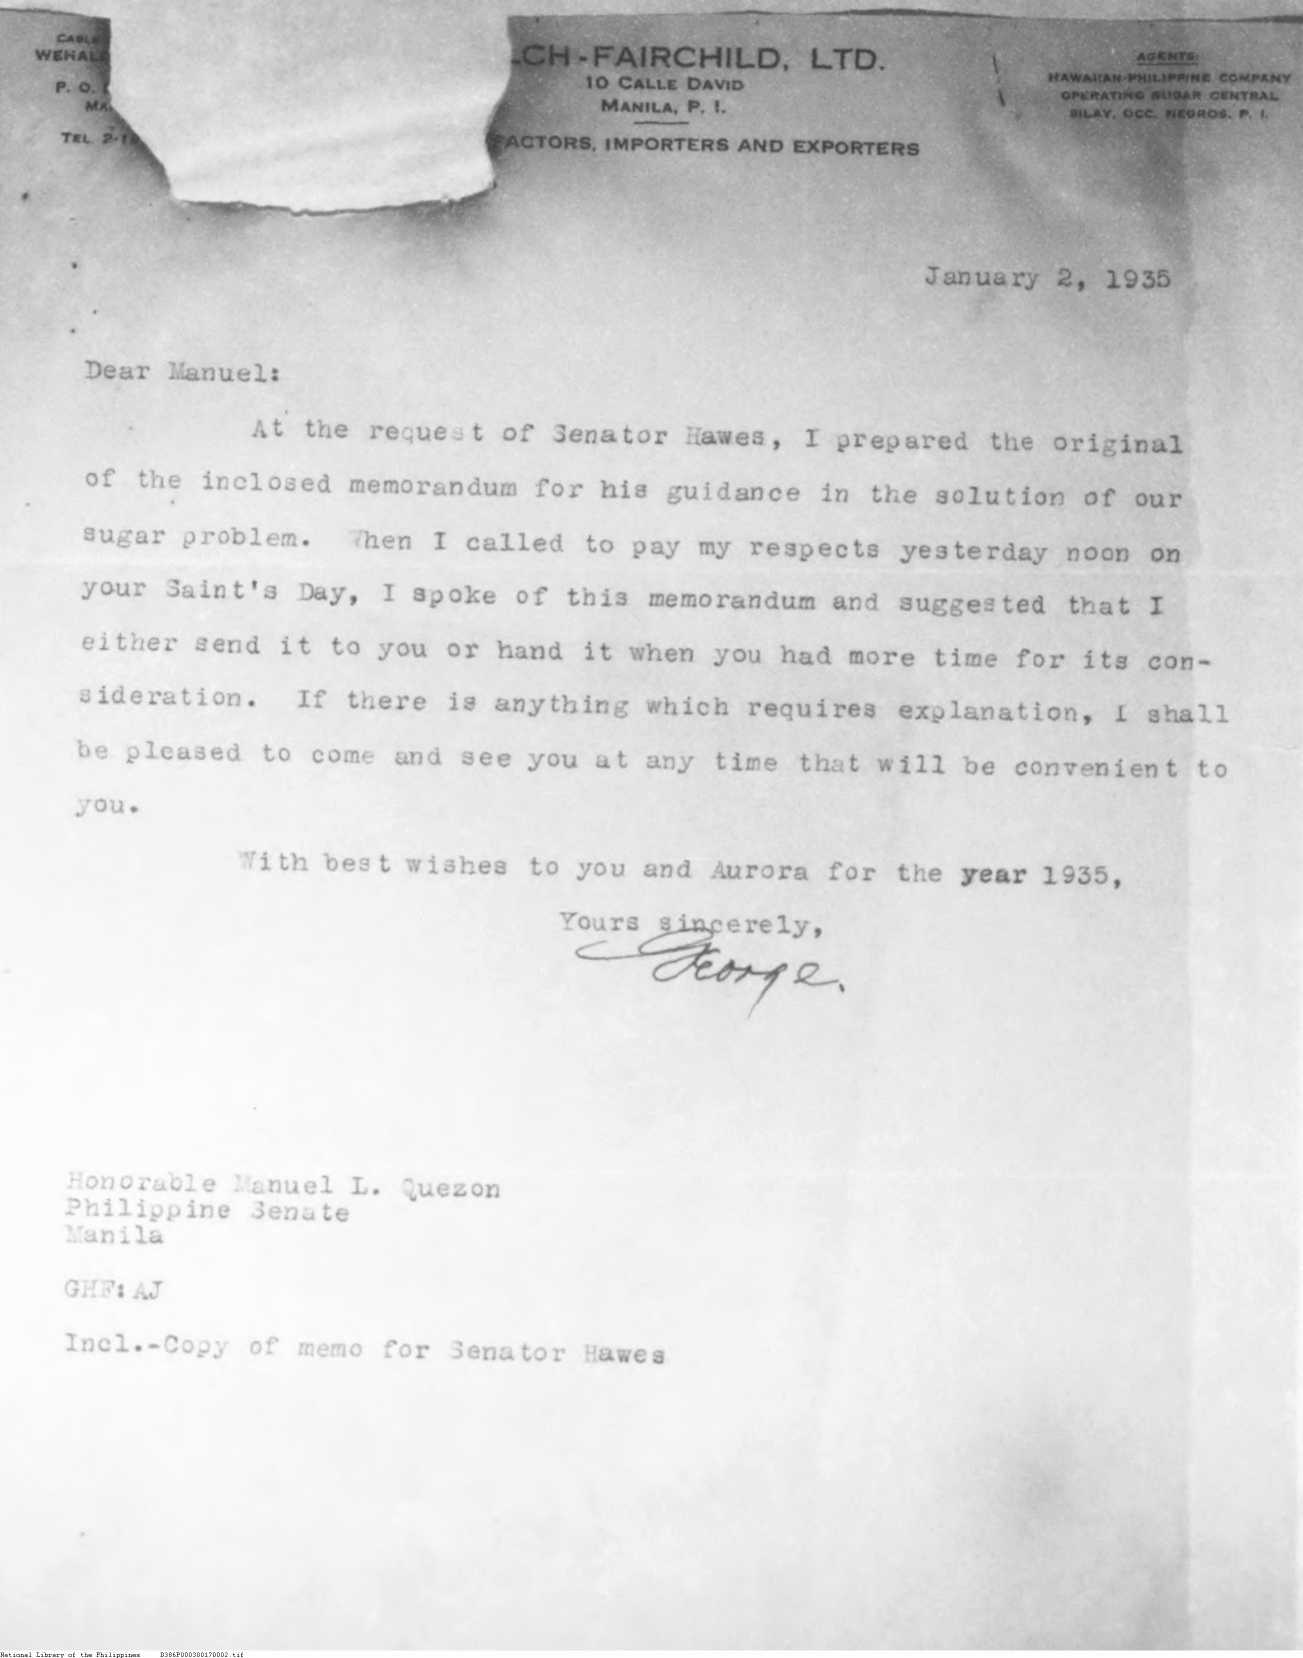 P. O.
TEL. 2-1
CH-FAIRCHILD, LTD.
10 CALLE DAVID
MANILA, P. I.
FACTORS, IMPORTERS AND EXPORTERS
AGENTS:
HAWAIIAN-PHILIPPINE COMPANY
OPERATING SUGAR CENTRAL
SILAY, OCC. NEGROS, P. I.
January 2, 1935
Dear Manuel:
At the request of Senator Hawes, I prepared the original
of the inclosed memorandum for his guidance in the solution of our
sugar problem. When I called to pay my respects yesterday noon on
your Saint's Day, I spoke of this memorandum and suggested that I
either send it to you or hand it when you had more time for its con-
sideration. If there is anything which requires explanation, I shall
be pleased to come and see you at any time that will be convenient to
you.
With best wishes to you and Aurora for the year 1935,
Yours sincerely,
George.
Honorable Manuel L. Quezon
Philippine Senate
Manila
GHF:AJ
Incl.-Copy of memo for Senator Hawes
National Library of the Philippines B386P000300170002.tif